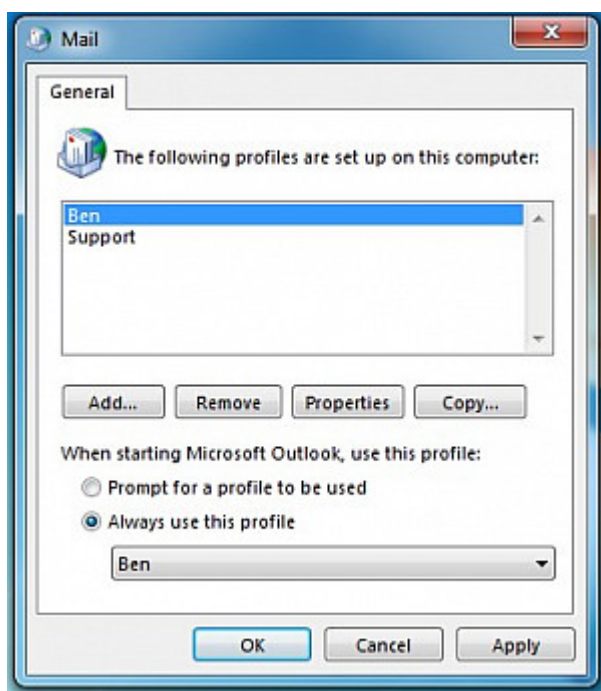 Mail
General
The following profiles are set up on this computer:
Ben
Support
Add... Remove Properties Copy...
When starting Microsoft Outlook, use this profile:
Prompt for a profile to be used
Always use this profile
Ben
OK Cancel Apply